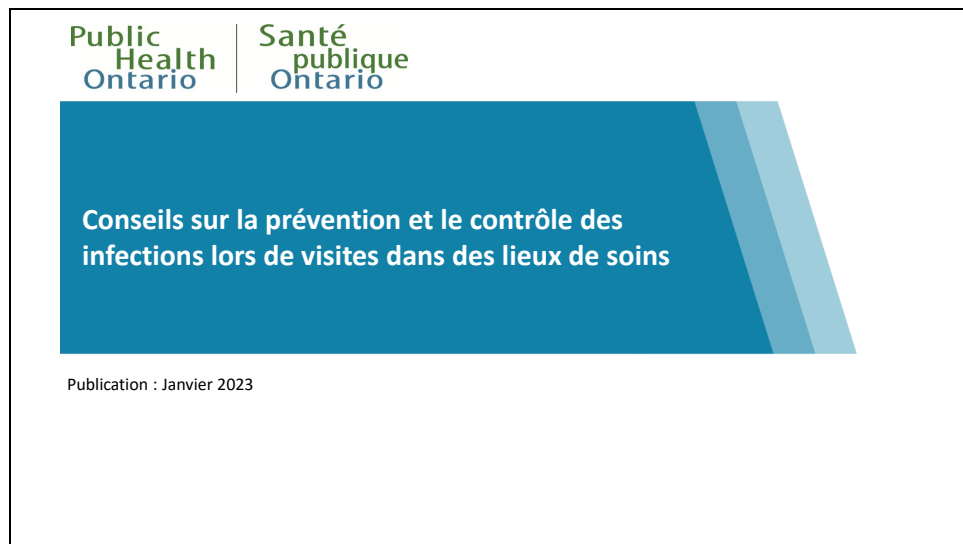 Public
Health
Ontario
Santé
publique
Ontario
Conseils sur la prévention et le contrôle des
infections lors de visites dans des lieux de soins
Publication : Janvier 2023